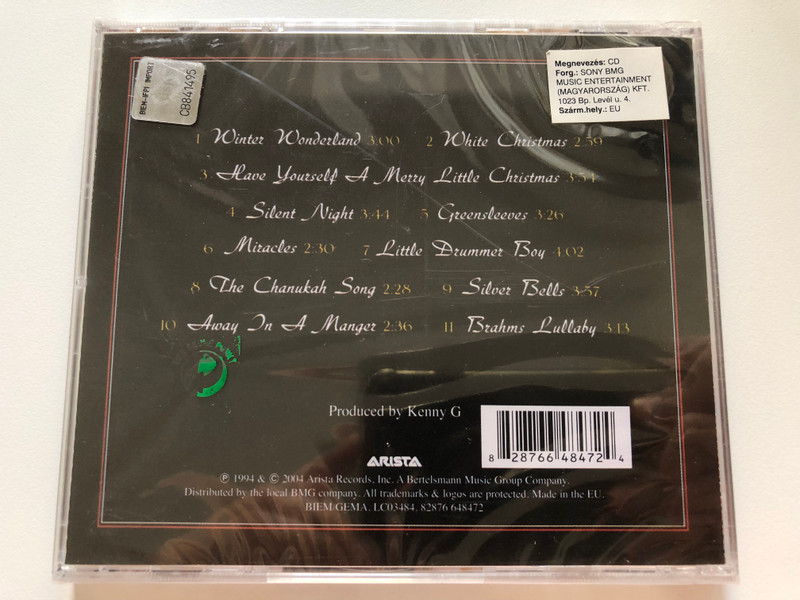 BIEM-IFPI IMPORT
CB841495
Megnevezés: CD
Forg.: SONY BMG
MUSIC ENTERTAINMENT
(MAGYARORSZÁG) KFT.
1023 Bp. Levél u. 4.
Szárm.hely.: EU
1 Winter Wonderland 3:00 2 White Christmas 2:59
3 Have Yourself A Merry Little Christmas 3:54
4 Silent Night 3:44 5 Greensleeves 3:26
6 Miracles 2:30 7 Little Drummer Boy 4:02
8 The Chanukah Song 2:28 9 Silver Bells 3:57
10 Away In A Manger 2:36 11 Brahms Lullaby 3:13
Produced by Kenny G
8 28766 48472 4
ARISTA
℗ 1994 & © 2004 Arista Records, Inc. A Bertelsmann Music Group Company.
Distributed by the local BMG company. All trademarks & logos are protected. Made in the EU.
BIEM/GEMA. LC03484. 82876 648472